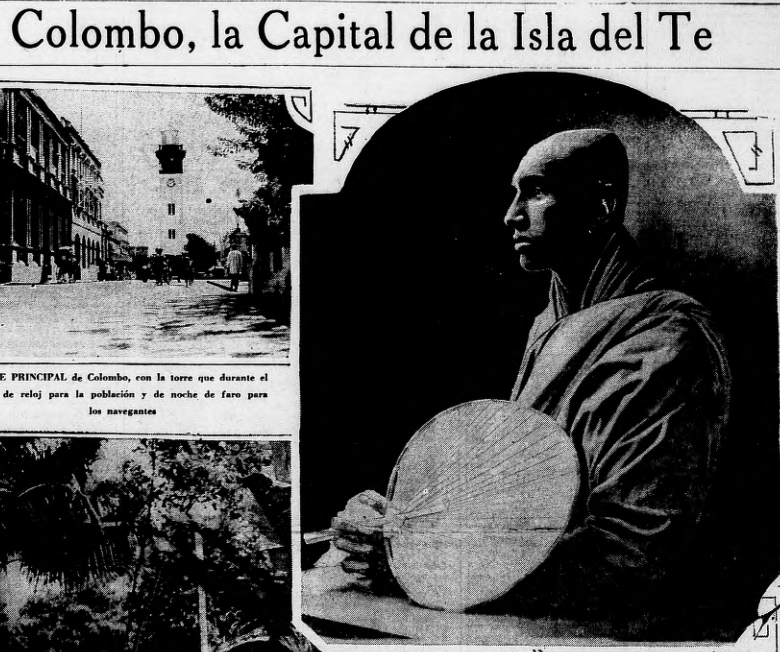 Colombo, la Capital de la Isla del Te
E PRINCIPAL de Colombo, con la torre que durante el
de reloj para la población y de noche de faro para
los navegantes